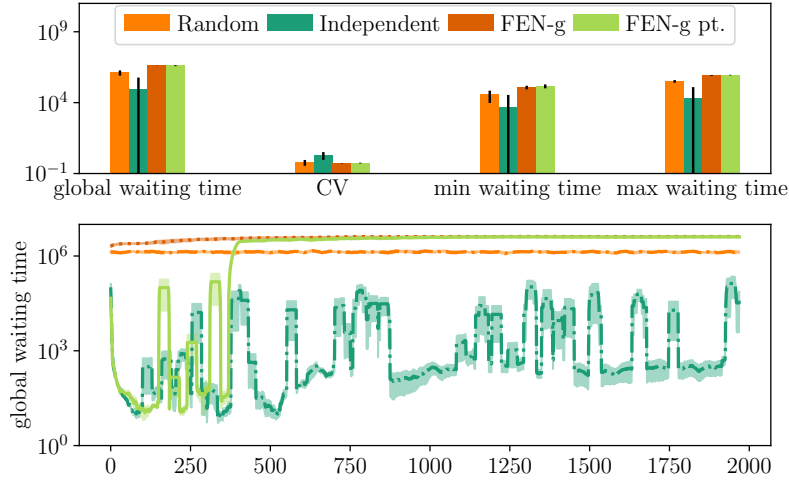 10^9
10^4
10^-1
Random Independent FEN-g FEN-g pt.
global waiting time CV min waiting time max waiting time
global waiting time
10^6
10^3
10^0
0 250 500 750 1000 1250 1500 1750 2000